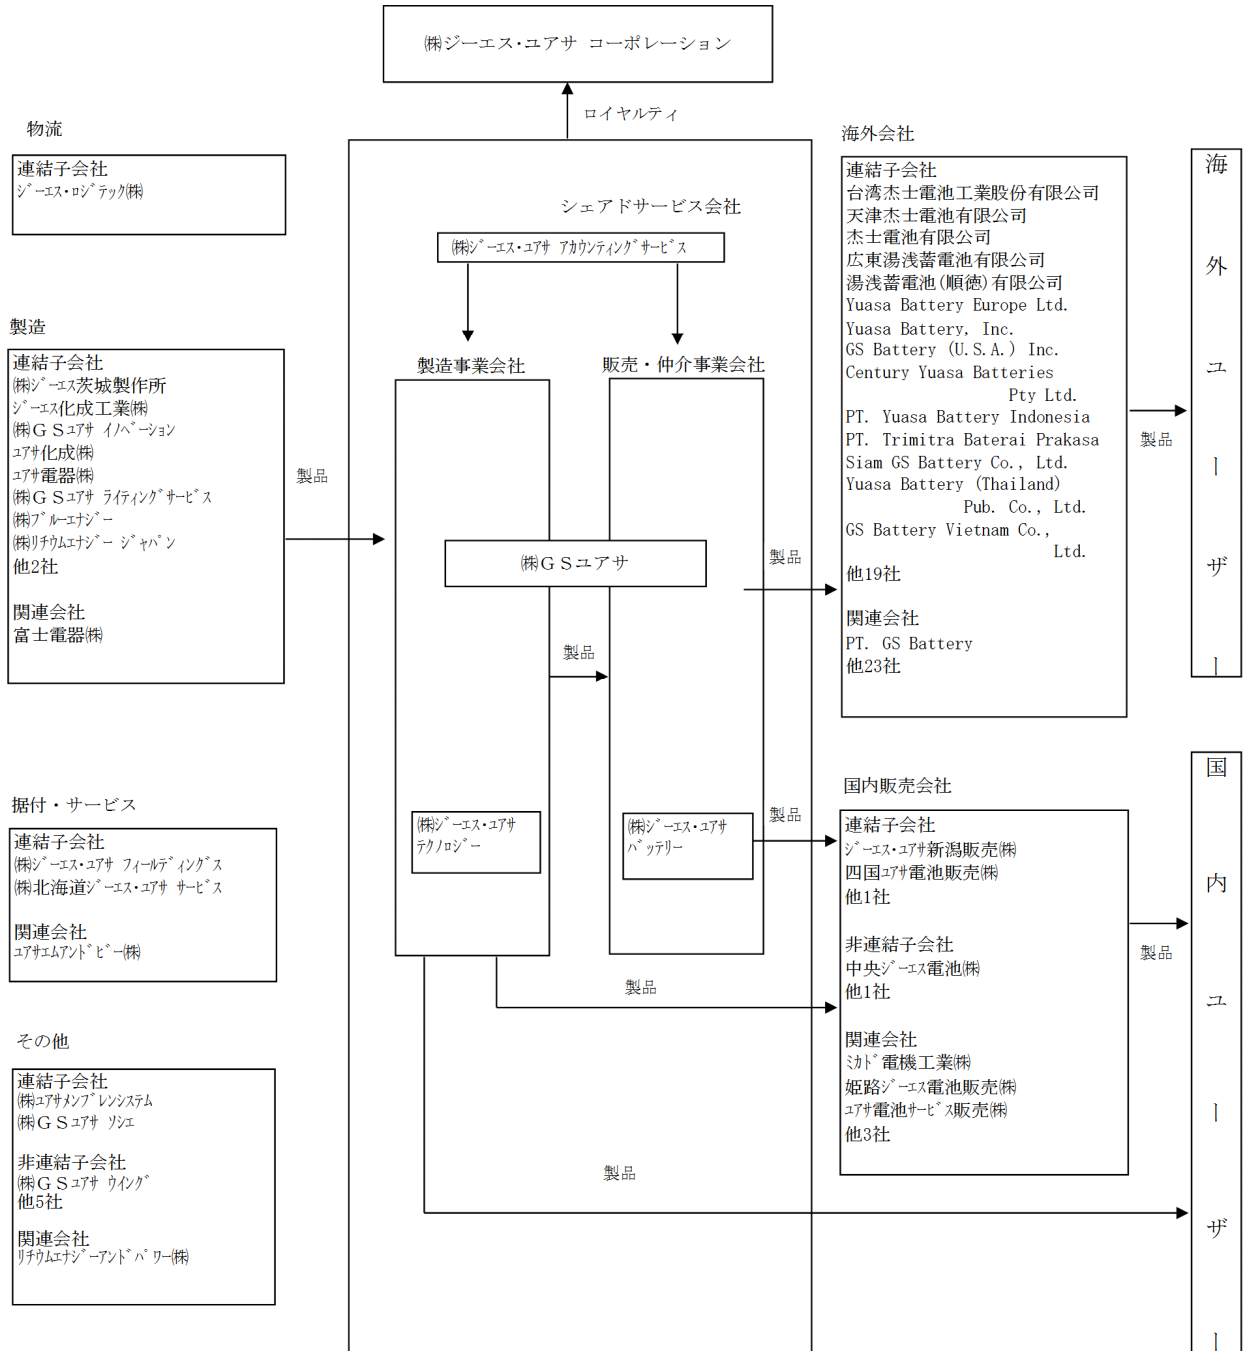 ㈱ジーエス・ユアサ コーポレーション
ロイヤルティ
物流
連結子会社
ｼﾞｰｴｽ・ﾛｼﾞﾃｯｸ㈱
製造
連結子会社
㈱ｼﾞｰｴｽ茨城製作所
ｼﾞｰｴｽ化成工業㈱
㈱ＧＳﾕｱｻ ｲﾉﾍﾞｰｼｮﾝ
ﾕｱｻ化成㈱
ﾕｱｻ電器㈱
㈱ＧＳﾕｱｻ ﾗｲﾃｨﾝｸﾞｻｰﾋﾞｽ
㈱ﾌﾞﾙｰｴﾅｼﾞｰ
㈱ﾘﾁｳﾑｴﾅｼﾞｰ ｼﾞｬﾊﾟﾝ
他2社
関連会社
富士電器㈱
製品
据付・サービス
連結子会社
㈱ｼﾞｰｴｽ・ﾕｱｻ ﾌｨｰﾙﾃﾞｨﾝｸﾞｽ
㈱北海道ｼﾞｰｴｽ・ﾕｱｻ ｻｰﾋﾞｽ
関連会社
ﾕｱｻｴﾑｱﾝﾄﾞﾋﾞｰ㈱
その他
連結子会社
㈱ﾕｱｻﾒﾝﾌﾞﾚﾝｼｽﾃﾑ
㈱ＧＳﾕｱｻ ｿｼｴ
非連結子会社
㈱ＧＳﾕｱｻ ｳｲﾝｸﾞ
他5社
関連会社
ﾘﾁｳﾑｴﾅｼﾞｰｱﾝﾄﾞﾊﾟﾜｰ㈱
シェアドサービス会社
㈱ｼﾞｰｴｽ・ﾕｱｻ ｱｶｳﾝﾃｨﾝｸﾞｻｰﾋﾞｽ
製造事業会社
販売・仲介事業会社
㈱ＧＳユアサ
製品
㈱ｼﾞｰｴｽ・ﾕｱｻ
ﾃｸﾉﾛｼﾞｰ
㈱ｼﾞｰｴｽ・ﾕｱｻ
ﾊﾞｯﾃﾘｰ
製品
製品
製品
製品
海外会社
連結子会社
台湾杰士電池工業股份有限公司
天津杰士電池有限公司
杰士電池有限公司
広東湯浅蓄電池有限公司
湯浅蓄電池(順徳)有限公司
Yuasa Battery Europe Ltd.
Yuasa Battery, Inc.
GS Battery (U.S.A.) Inc.
Century Yuasa Batteries
Pty Ltd.
PT. Yuasa Battery Indonesia
PT. Trimitra Baterai Prakasa
Siam GS Battery Co., Ltd.
Yuasa Battery (Thailand)
Pub. Co., Ltd.
GS Battery Vietnam Co.,
Ltd.
他19社
関連会社
PT. GS Battery
他23社
製品
海外ユーザー
国内販売会社
連結子会社
ｼﾞｰｴｽ・ﾕｱｻ新潟販売㈱
四国ﾕｱｻ電池販売㈱
他1社
非連結子会社
中央ｼﾞｰｴｽ電池㈱
他1社
関連会社
ﾐｶﾄﾞ電機工業㈱
姫路ｼﾞｰｴｽ電池販売㈱
ﾕｱｻ電池ｻｰﾋﾞｽ販売㈱
他3社
製品
国内ユーザー